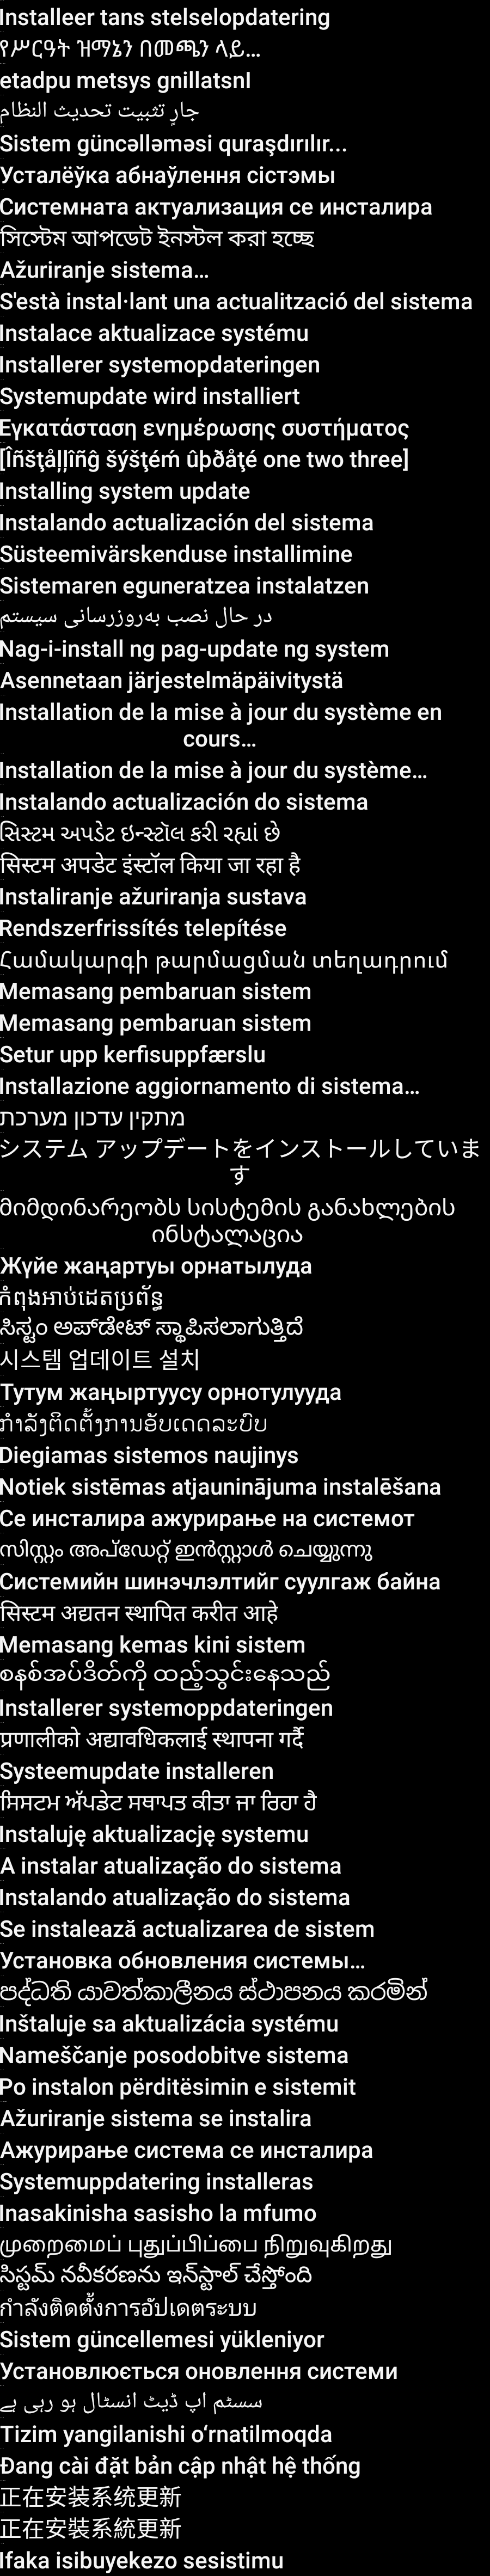 Installeer tans stelselopdatering
የሥርዓት ዝማኔን በመጫን ላይ…
etadpu metsys gnillatsnI
جارٍ تثبيت تحديث النظام
Sistem güncəlləməsi quraşdırılır...
Усталёўка абнаўлення сістэмы
Системната актуализация се инсталира
সিস্টেম আপডেট ইনস্টল করা হচ্ছে
Ažuriranje sistema…
S'està instal·lant una actualització del sistema
Instalace aktualizace systému
Installerer systemopdateringen
Systemupdate wird installiert
Εγκατάσταση ενημέρωσης συστήματος
[Îñšţåļļîñĝ šýšţéḿ ûþðåţé one two three]
Installing system update
Instalando actualización del sistema
Süsteemivärskenduse installimine
Sistemaren eguneratzea instalatzen
در حال نصب به‌روزرسانی سیستم
Nag-i-install ng pag-update ng system
Asennetaan järjestelmäpäivitystä
Installation de la mise à jour du système en
cours…
Installation de la mise à jour du système…
Instalando actualización do sistema
સિસ્ટમ અપડેટ ઇન્સ્ટૉલ કરી રહ્યાં છે
सिस्टम अपडेट इंस्टॉल किया जा रहा है
Instaliranje ažuriranja sustava
Rendszerfrissítés telepítése
Համակարգի թարմացման տեղադրում
Memasang pembaruan sistem
Memasang pembaruan sistem
Setur upp kerfisuppfærslu
Installazione aggiornamento di sistema…
מתקין עדכון מערכת
システム アップデートをインストールしていま
す
მიმდინარეობს სისტემის განახლების
ინსტალაცია
Жүйе жаңартуы орнатылуда
កំពុងអាប់ដេតប្រព័ន្ធ
ಸಿಸ್ಟಂ ಅಪ್‌ಡೇಟ್‌ ಸ್ಥಾಪಿಸಲಾಗುತ್ತಿದೆ
시스템 업데이트 설치
Тутум жаңыртуусу орнотулууда
ກຳລັງຕິດຕັ້ງການອັບເດດລະບົບ
Diegiamas sistemos naujinys
Notiek sistēmas atjauninājuma instalēšana
Се инсталира ажурирање на системот
സിസ്റ്റം അപ്‌ഡേറ്റ് ഇൻസ്റ്റാൾ ചെയ്യുന്നു
Системийн шинэчлэлтийг суулгаж байна
सिस्टम अद्यतन स्थापित करीत आहे
Memasang kemas kini sistem
စနစ်အပ်ဒိတ်ကို ထည့်သွင်းနေသည်
Installerer systemoppdateringen
प्रणालीको अद्यावधिकलाई स्थापना गर्दै
Systeemupdate installeren
ਸਿਸਟਮ ਅੱਪਡੇਟ ਸਥਾਪਤ ਕੀਤਾ ਜਾ ਰਿਹਾ ਹੈ
Instaluję aktualizację systemu
A instalar atualização do sistema
Instalando atualização do sistema
Se instalează actualizarea de sistem
Установка обновления системы…
පද්ධති යාවත්කාලීනය ස්ථාපනය කරමින්
Inštaluje sa aktualizácia systému
Nameščanje posodobitve sistema
Po instalon përditësimin e sistemit
Ažuriranje sistema se instalira
Ажурирање система се инсталира
Systemuppdatering installeras
Inasakinisha sasisho la mfumo
முறைமைப் புதுப்பிப்பை நிறுவுகிறது
సిస్టమ్ నవీకరణను ఇన్‌స్టాల్ చేస్తోంది
กำลังติดตั้งการอัปเดตระบบ
Sistem güncellemesi yükleniyor
Установлюється оновлення системи
سسٹم اپ ڈیٹ انسٹال ہو رہی ہے
Tizim yangilanishi o‘rnatilmoqda
Đang cài đặt bản cập nhật hệ thống
正在安装系统更新
正在安裝系統更新
Ifaka isibuyekezo sesistimu